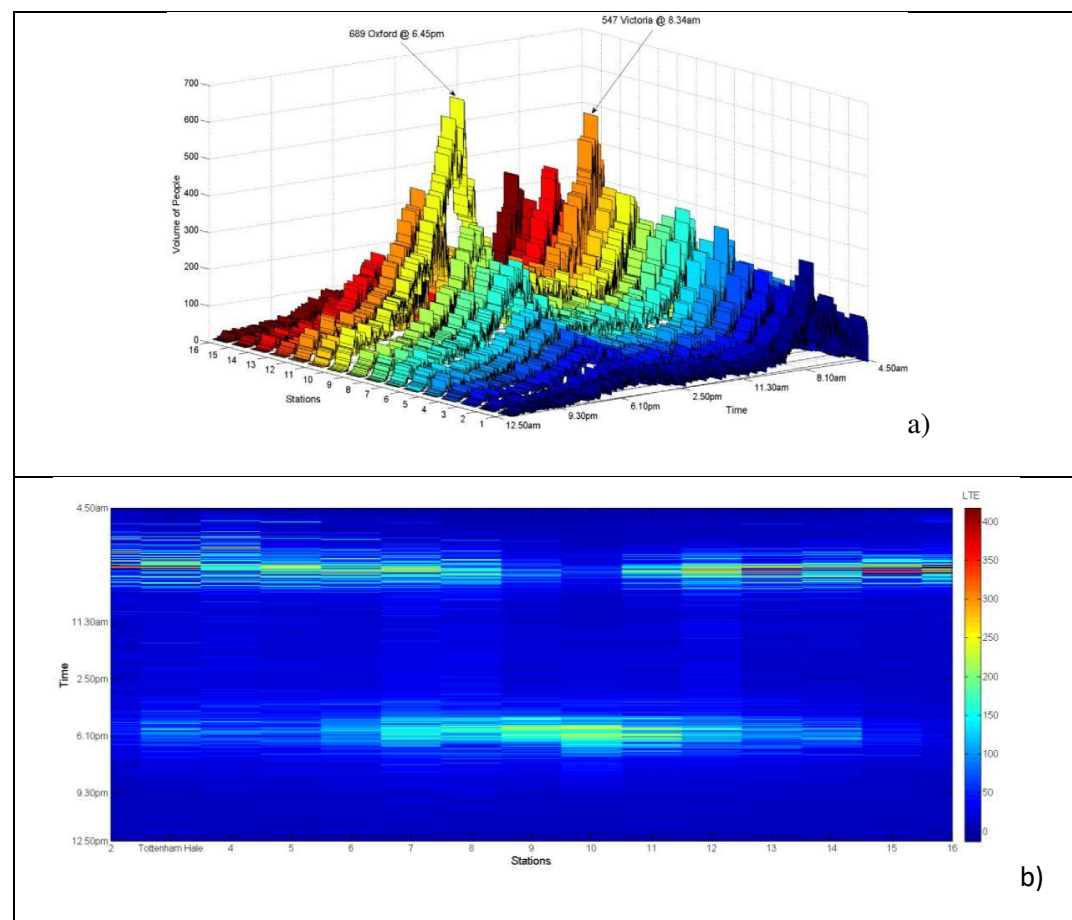 547 Victoria @ 8.34am
689 Oxford @ 6.45pm
700
600
500
400
300
200
100
0
Volume of People
16
15
14
13
12
11
10
9
8
7
6
5
4
3
2
1
Stations
12.50am
9.30pm
6.10pm
2.50pm
11.30am
8.10am
4.50am
Time
a)
4.50am
11.30am
2.50pm
6.10pm
9.30pm
12.50pm
Time
2 Tottenham Hale 4 5 6 7 8 9 10 11 12 13 14 15 16
Stations
LTE
400
350
300
250
200
150
100
50
0
b)